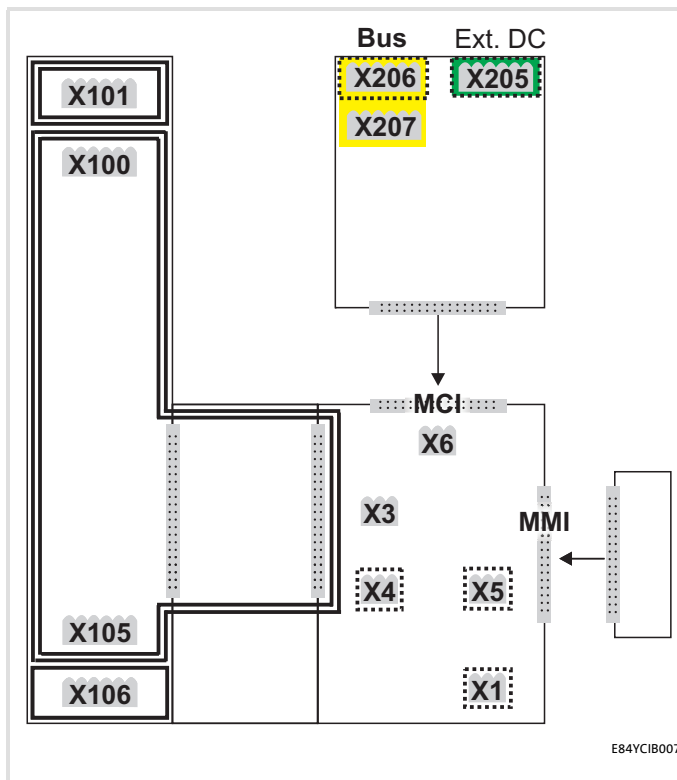 Bus Ext. DC
X206 X205
X101
X207
X100
MCI
X6
X3
MMI
X4 X5
X105
X106 X1
E84YCIB007